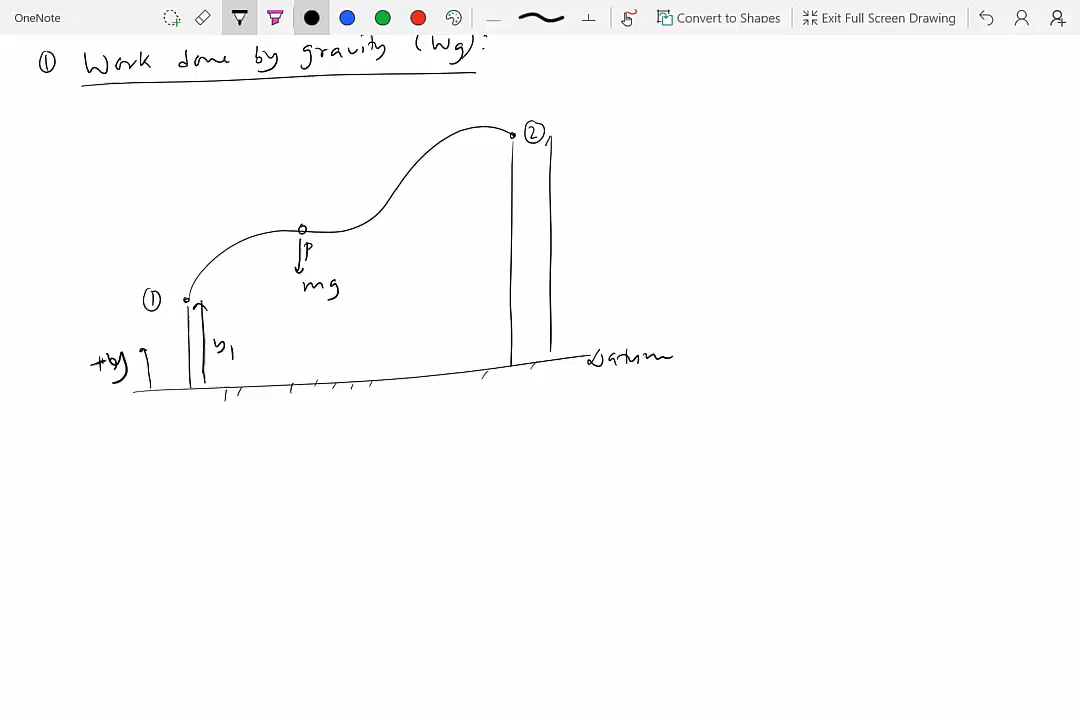 OneNote
Convert to Shapes
Exit Full Screen Drawing
① Work done by gravity (Wg):
②
P
mg
①
y1
+y
Datum